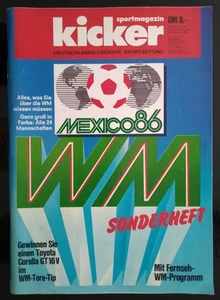 sportmagazin
kicker
DM 6,-
DEUTSCHLANDS GRÖSSTE SPORTZEITUNG
Alles, was Sie
über die WM
wissen müssen
Ganz groß in
Farbe: Alle 24
Mannschaften
MEXICO86
WM
SONDERHEFT
Gewinnen Sie
einen Toyota
Corolla GT 16V
im WM-Tore-Tip
Mit Fernseh-
WM-Programm